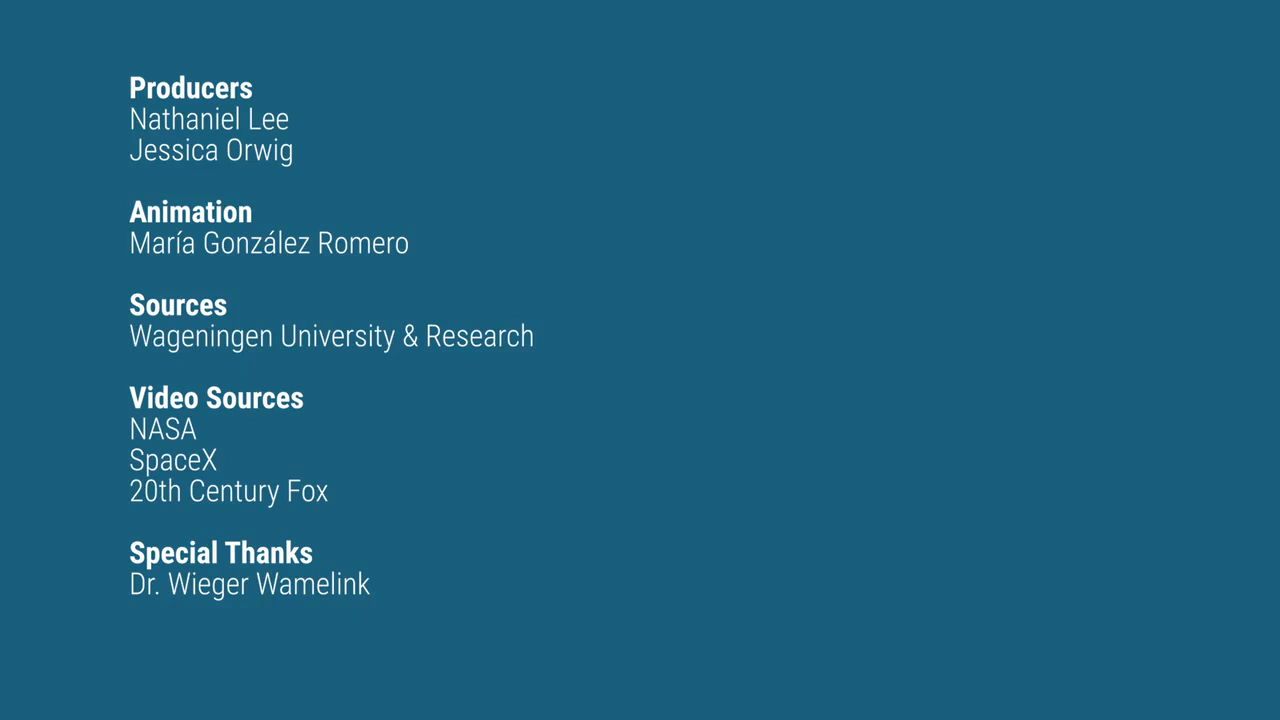 Producers
Nathaniel Lee
Jessica Orwig
Animation
María González Romero
Sources
Wageningen University & Research
Video Sources
NASA
SpaceX
20th Century Fox
Special Thanks
Dr. Wieger Wamelink